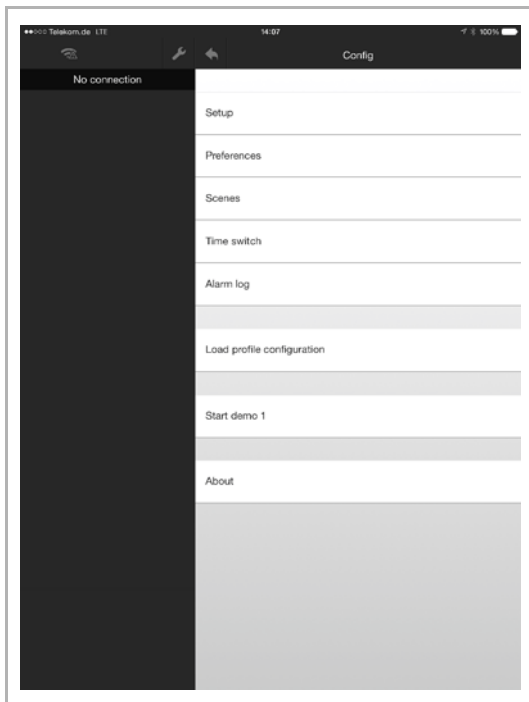 Telekom.de LTE 14:07 100%
Config
No connection
Setup
Preferences
Scenes
Time switch
Alarm log
Load profile configuration
Start demo 1
About